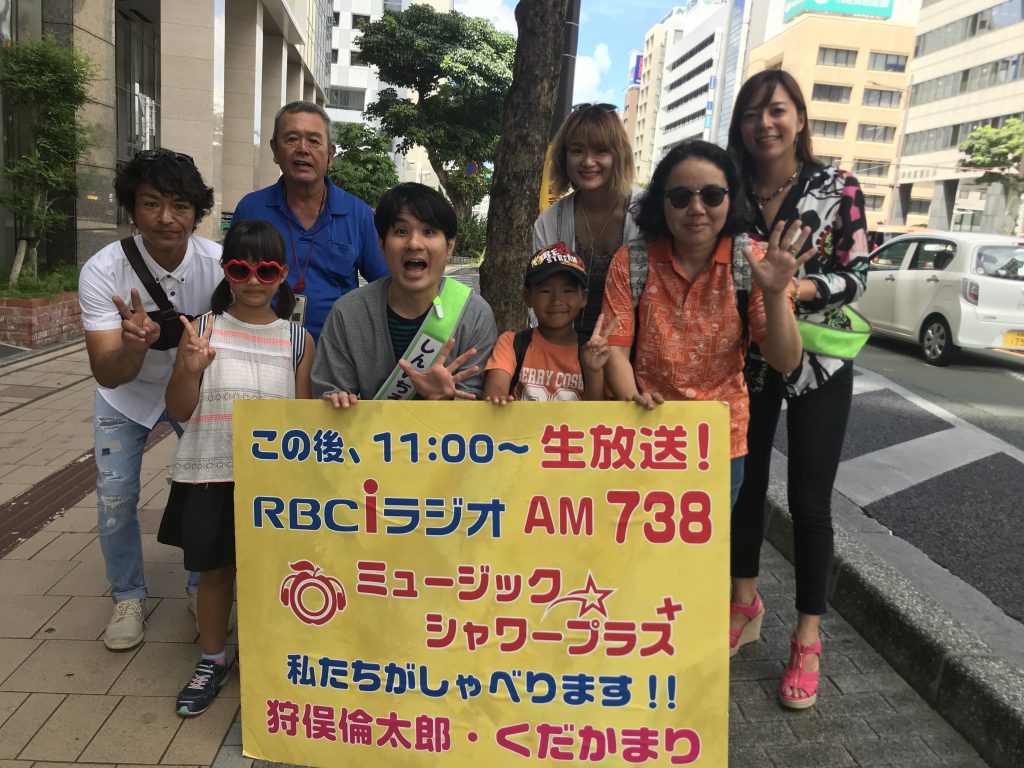 この後、11:00〜 生放送!
RBCiラジオ AM 738
ミュージック
シャワープラス+
私たちがしゃべります!!
狩俣倫太郎・くだかまり